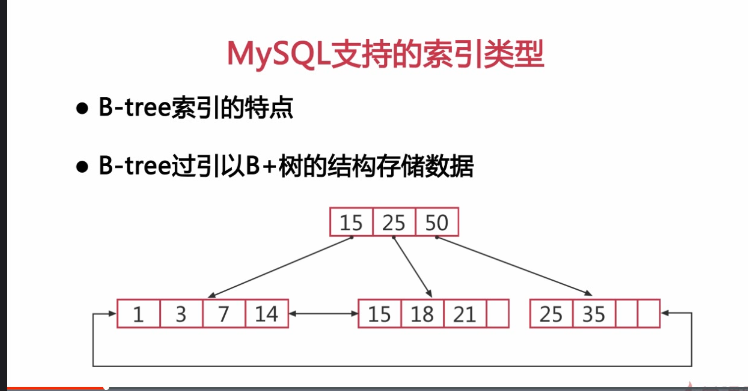 MySQL支持的索引类型
● B-tree索引的特点
● B-tree过引以B+树的结构存储数据
15 25 50
1 3 7 14 15 18 21 25 35